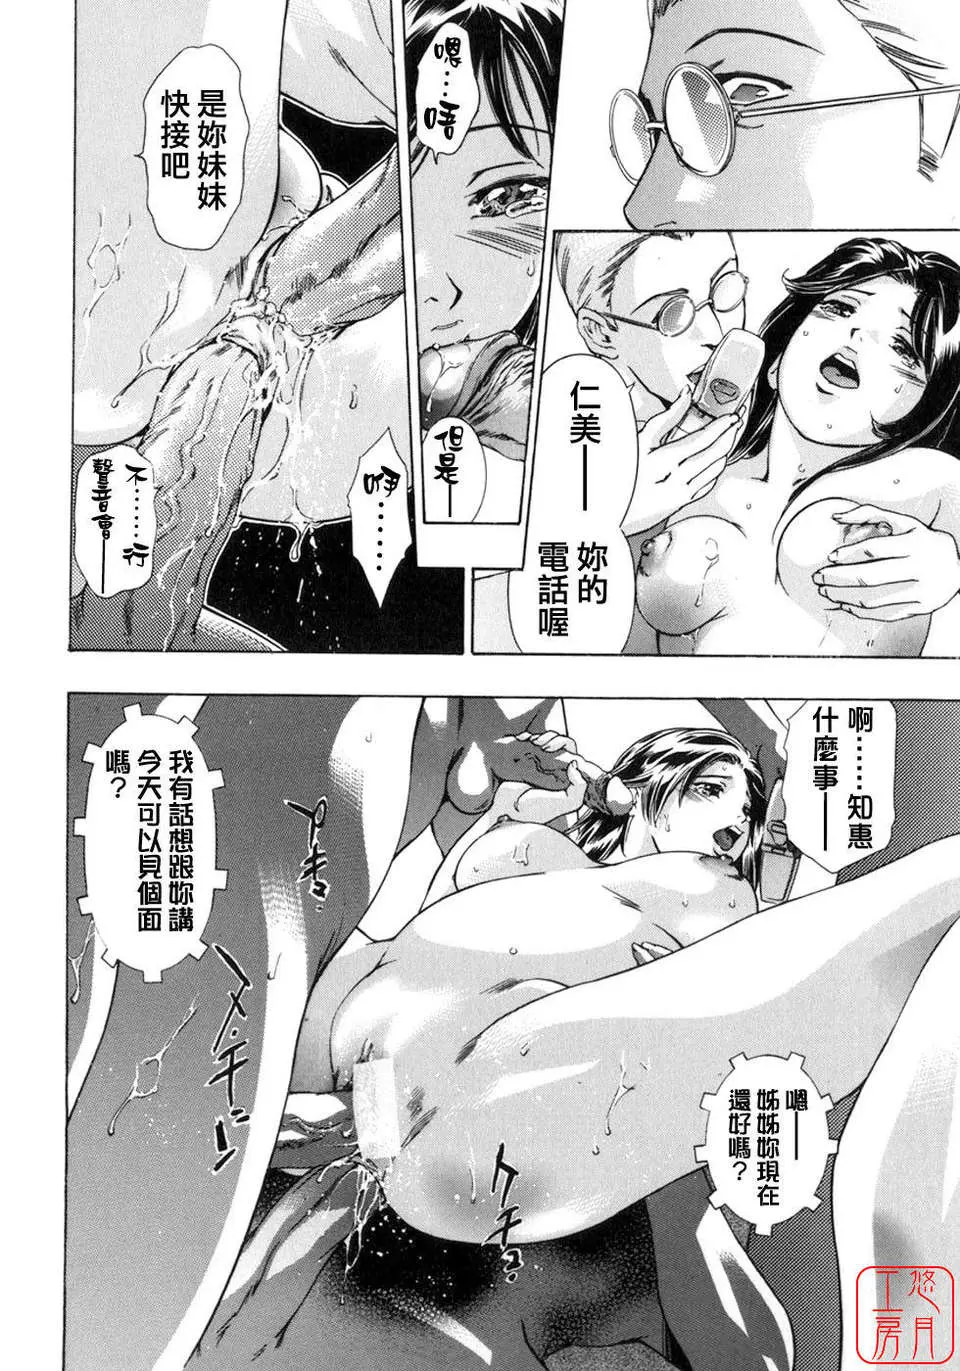 仁美──
妳的
電話喔
嗯‥‥
唔
但是──
是妳妹妹
快接吧
咿‥‥‥
不‥‥‥行
聲音會──
啊‥‥‥知惠
什麼事──
嗯──
姊姊妳現在
還好嗎?
我有話想跟妳講
今天可以見個面
嗎?
悠月
工房